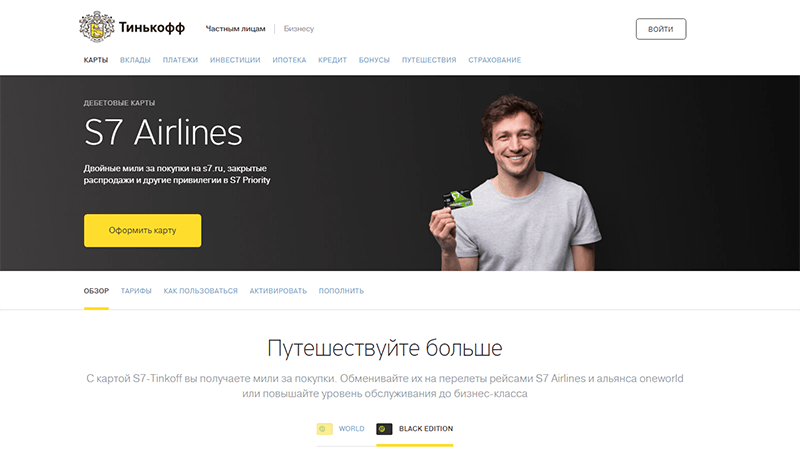 Тинькофф
Частным лицам
Бизнесу
ВОЙТИ
КАРТЫ ВКЛАДЫ ПЛАТЕЖИ ИНВЕСТИЦИИ ИПОТЕКА КРЕДИТ БОНУСЫ ПУТЕШЕСТВИЯ СТРАХОВАНИЕ
ДЕБЕТОВЫЕ КАРТЫ
S7 Airlines
Двойные мили за покупки на s7.ru, закрытые
распродажи и другие привилегии в S7 Priority
Оформить карту
ОБЗОР ТАРИФЫ КАК ПОЛЬЗОВАТЬСЯ АКТИВИРОВАТЬ ПОПОЛНИТЬ
Путешествуйте больше
С картой S7-Tinkoff вы получаете мили за покупки. Обменивайте их на перелеты рейсами S7 Airlines и альянса oneworld
или повышайте уровень обслуживания до бизнес-класса
WORLD BLACK EDITION